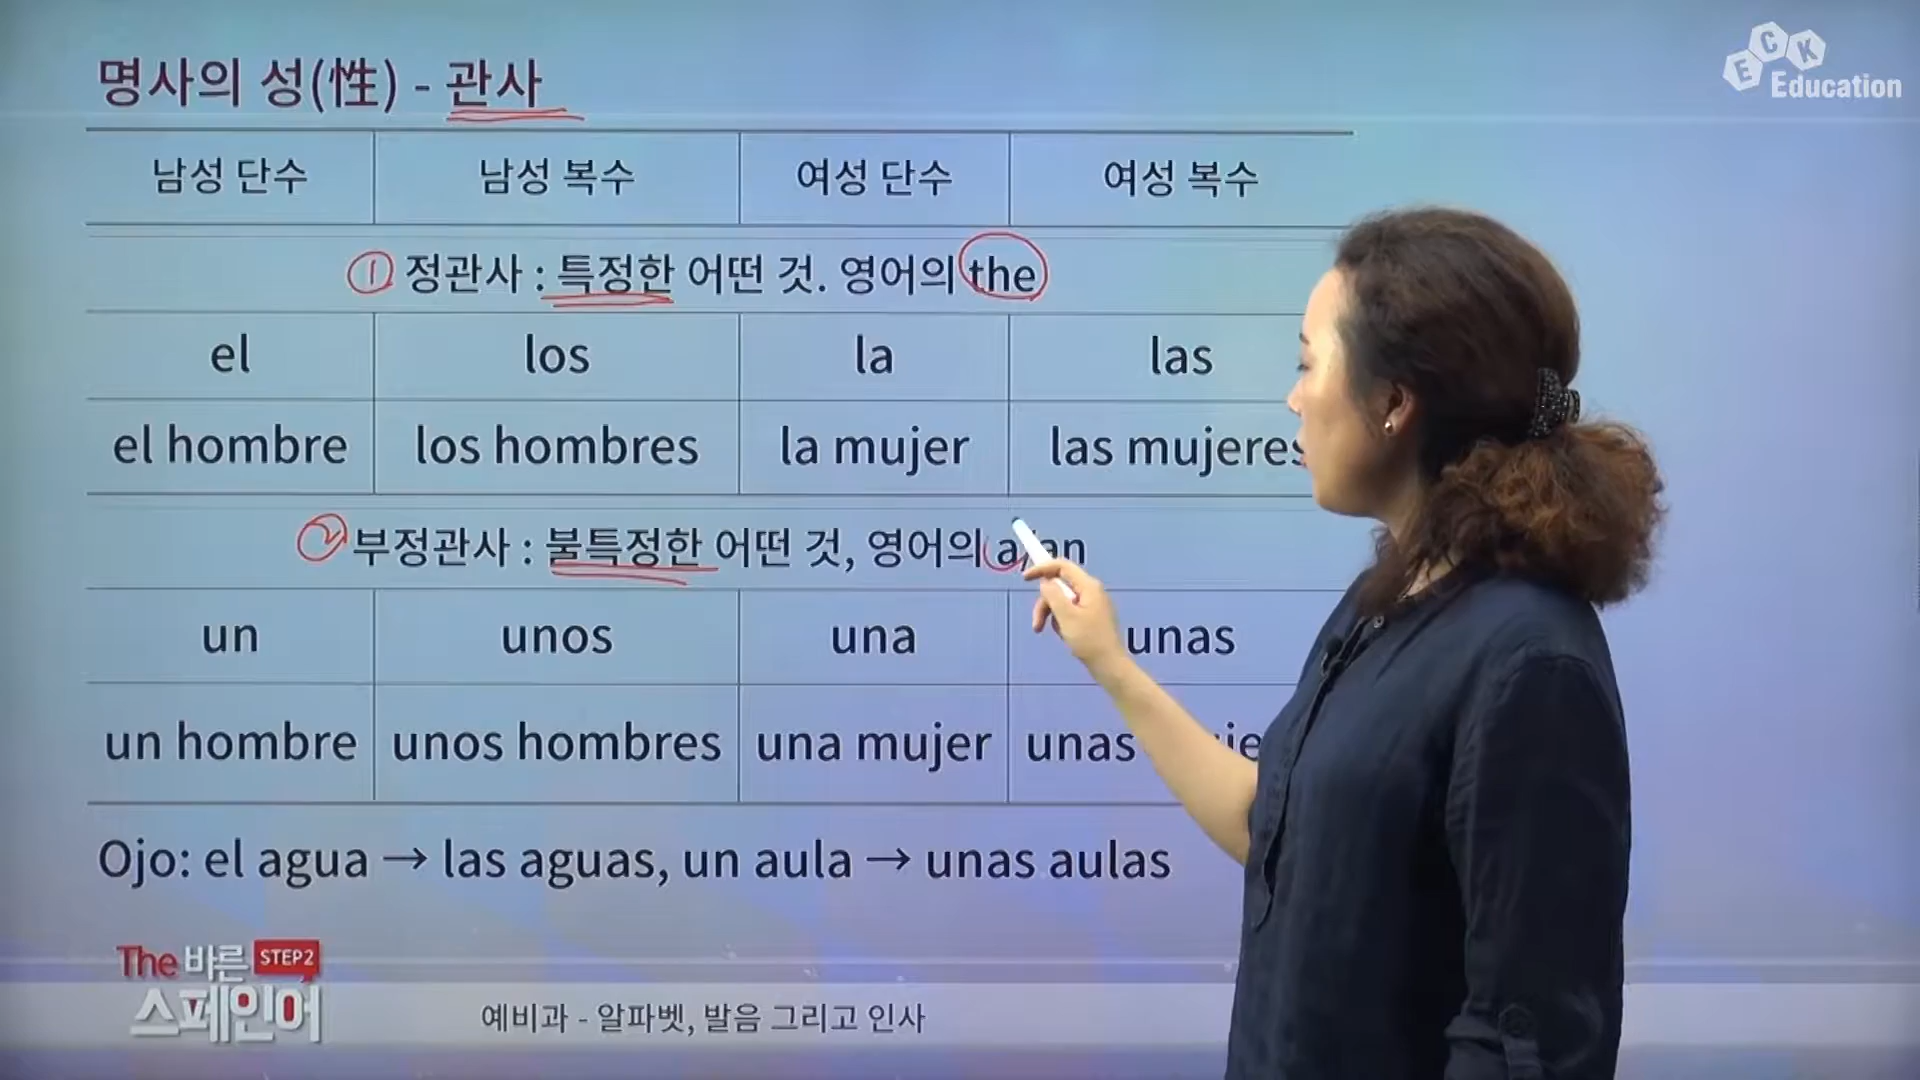 명사의 성(性) - 관사
ECK Education
남성 단수 남성 복수 여성 단수 여성 복수
① 정관사 : 특정한 어떤 것. 영어의 the
el los la las
el hombre los hombres la mujer las mujeres
② 부정관사 : 불특정한 어떤 것, 영어의 a/an
un unos una unas
un hombre unos hombres una mujer unas
Ojo: el agua → las aguas, un aula → unas aulas
The 바른 STEP2
스페인어
예비과 - 알파벳, 발음 그리고 인사